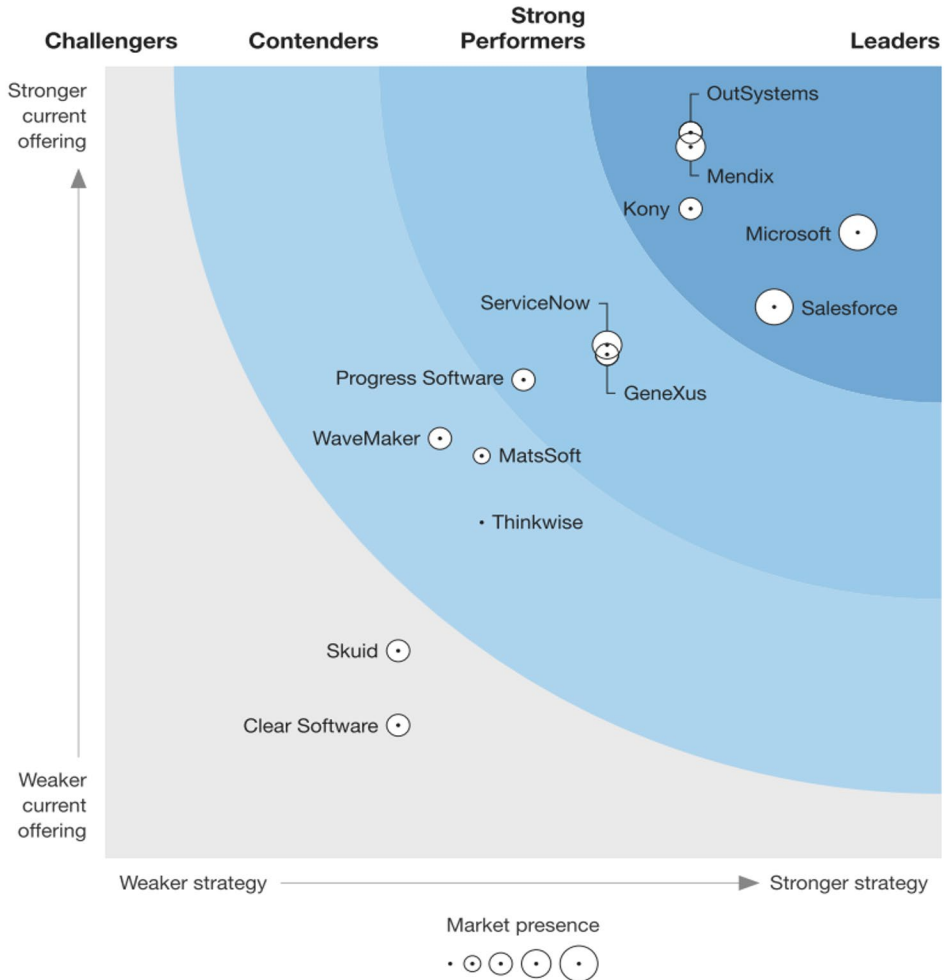 Strong
Challengers Contenders Performers Leaders
Stronger
current
offering
OutSystems
Mendix
Kony
Microsoft
ServiceNow
Salesforce
Progress Software
GeneXus
WaveMaker
MatsSoft
Thinkwise
Skuid
Clear Software
Weaker
current
offering
Weaker strategy Stronger strategy
Market presence